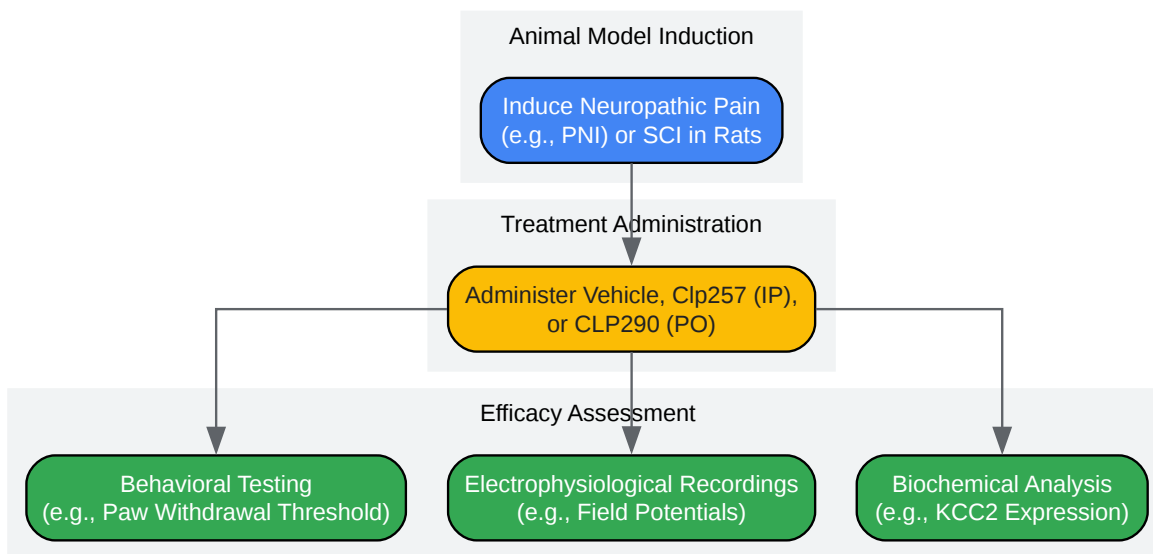 Animal Model Induction
Induce Neuropathic Pain
(e.g., PNI) or SCI in Rats
Treatment Administration
Administer Vehicle, Clp257 (IP),
or CLP290 (PO)
Efficacy Assessment
Behavioral Testing
(e.g., Paw Withdrawal Threshold)
Electrophysiological Recordings
(e.g., Field Potentials)
Biochemical Analysis
(e.g., KCC2 Expression)